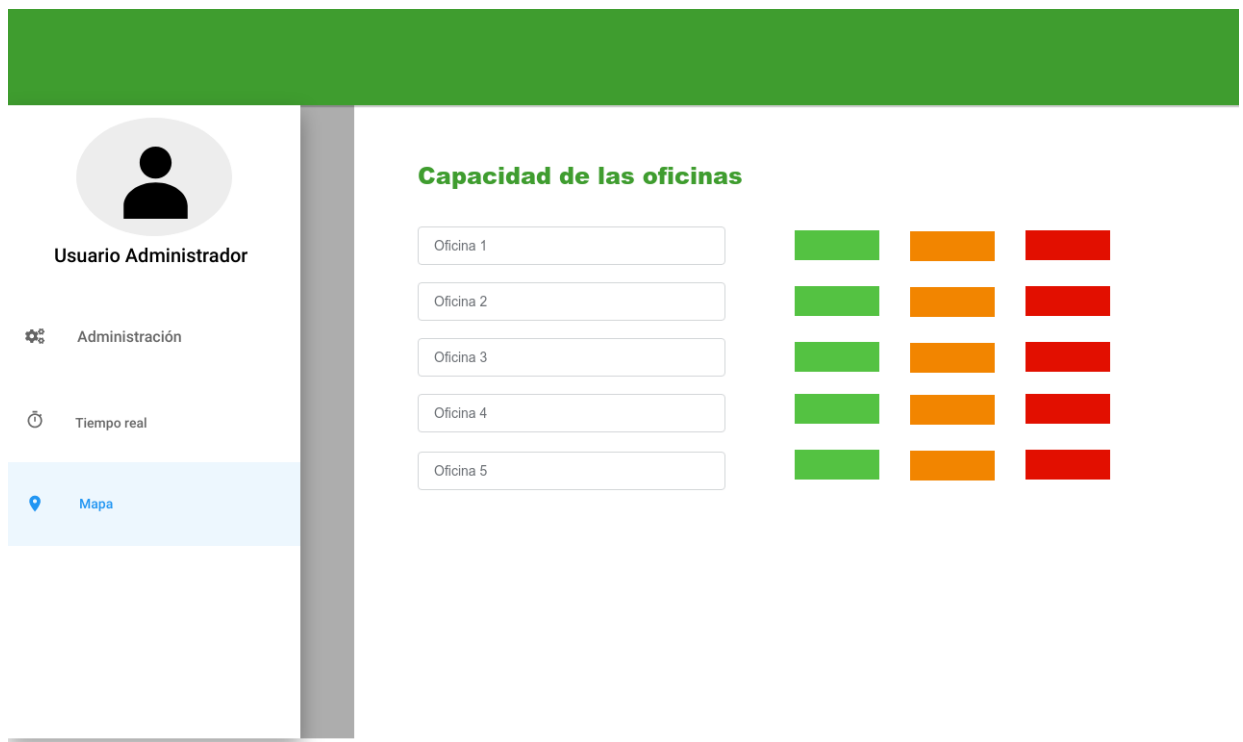 Usuario Administrador
Administración
Tiempo real
Mapa
Capacidad de las oficinas
Oficina 1
Oficina 2
Oficina 3
Oficina 4
Oficina 5